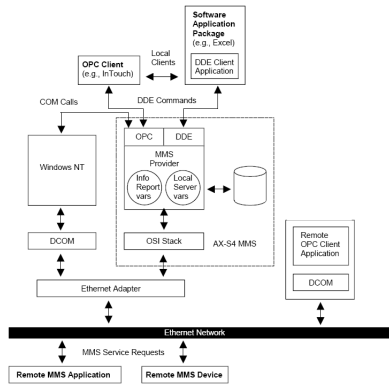 Software
Application
Package
(e.g., Excel)
DDE Client
Application
OPC Client
(e.g., InTouch)
Local
Clients
COM Calls
DDE Commands
OPC
DDE
MMS
Provider
Info
Report
vars
Local
Server
vars
Windows NT
DCOM
OSI Stack
AX-S4 MMS
Remote
OPC Client
Application
DCOM
Ethernet Adapter
Ethernet Network
MMS Service Requests
Remote MMS Application
Remote MMS Device